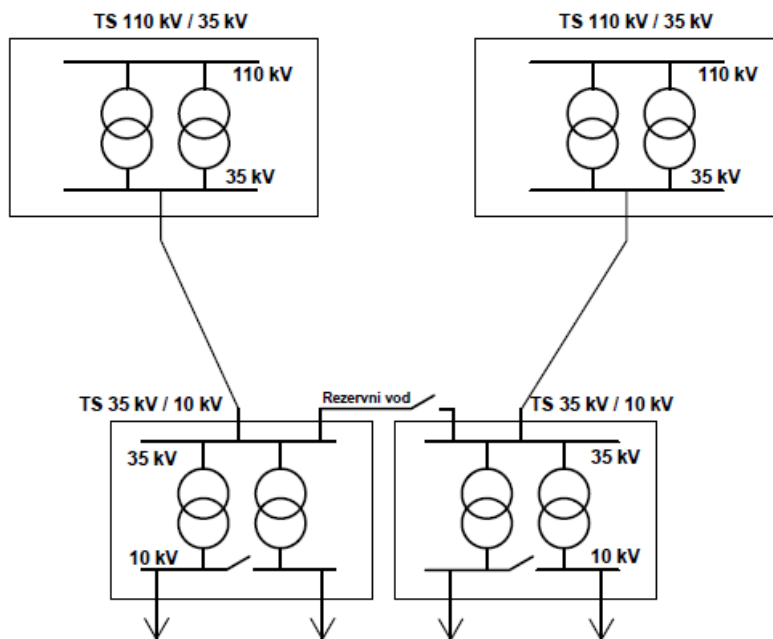 TS 110 kV / 35 kV
TS 110 kV / 35 kV
110 kV
110 kV
35 kV
35 kV
Rezervni vod
TS 35 kV / 10 kV
TS 35 kV / 10 kV
35 kV
35 kV
10 kV
10 kV